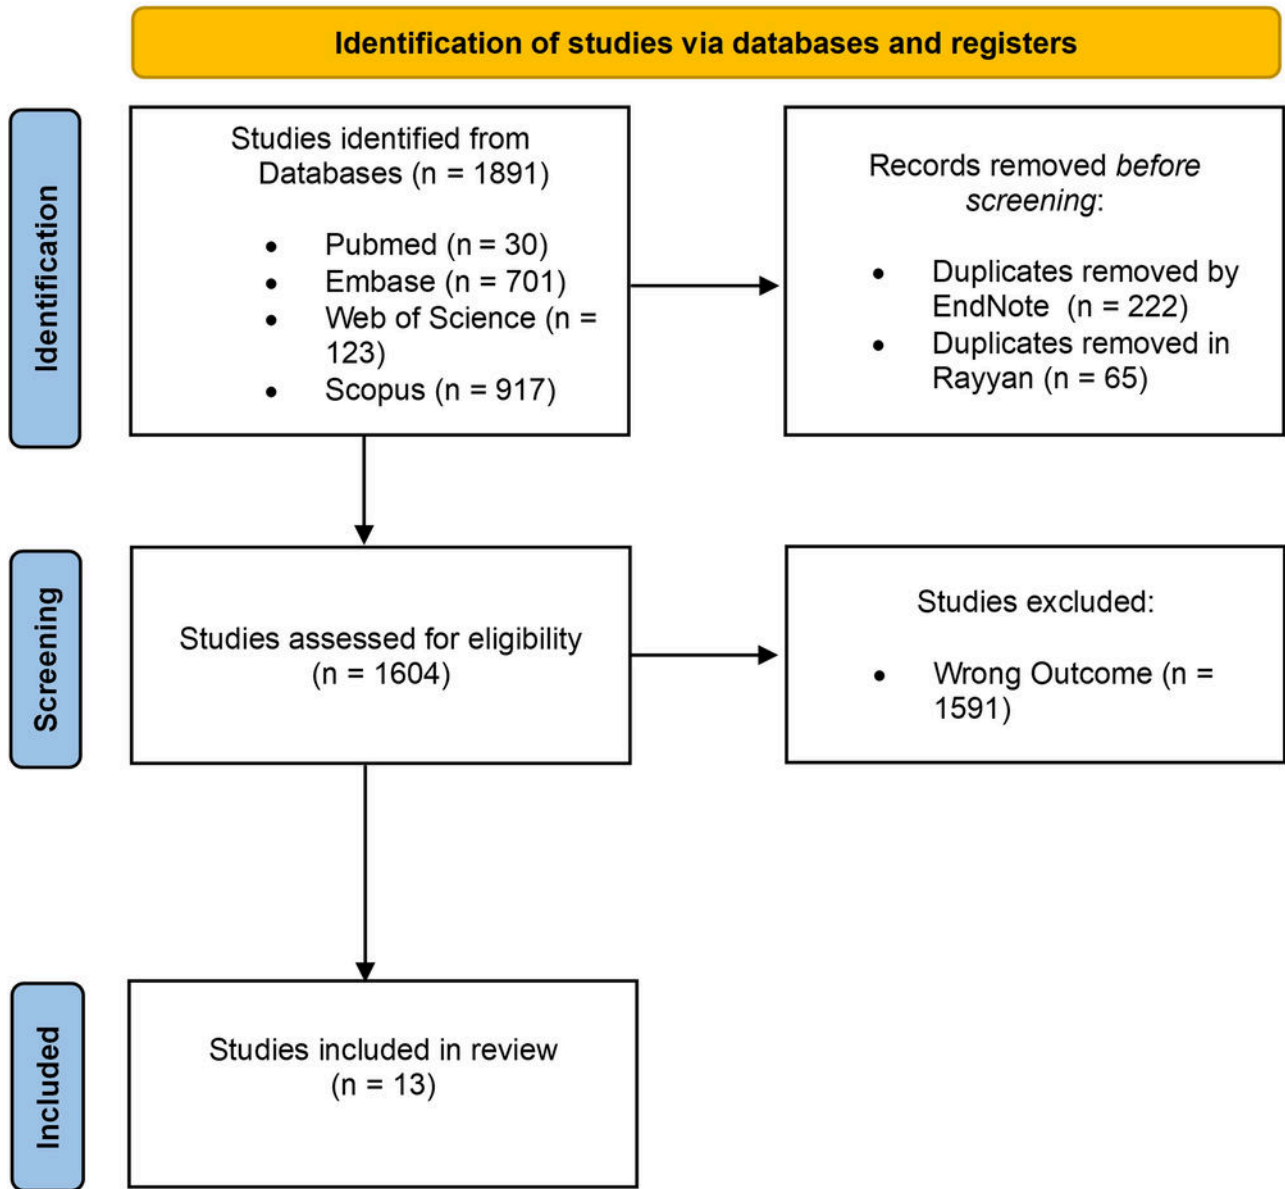 Identification of studies via databases and registers
Identification
Studies identified from
Databases (n = 1891)
• Pubmed (n = 30)
• Embase (n = 701)
• Web of Science (n =
123)
• Scopus (n = 917)
Records removed before
screening:
• Duplicates removed by
EndNote (n = 222)
• Duplicates removed in
Rayyan (n = 65)
Screening
Studies assessed for eligibility
(n = 1604)
Studies excluded:
• Wrong Outcome (n =
1591)
Included
Studies included in review
(n = 13)